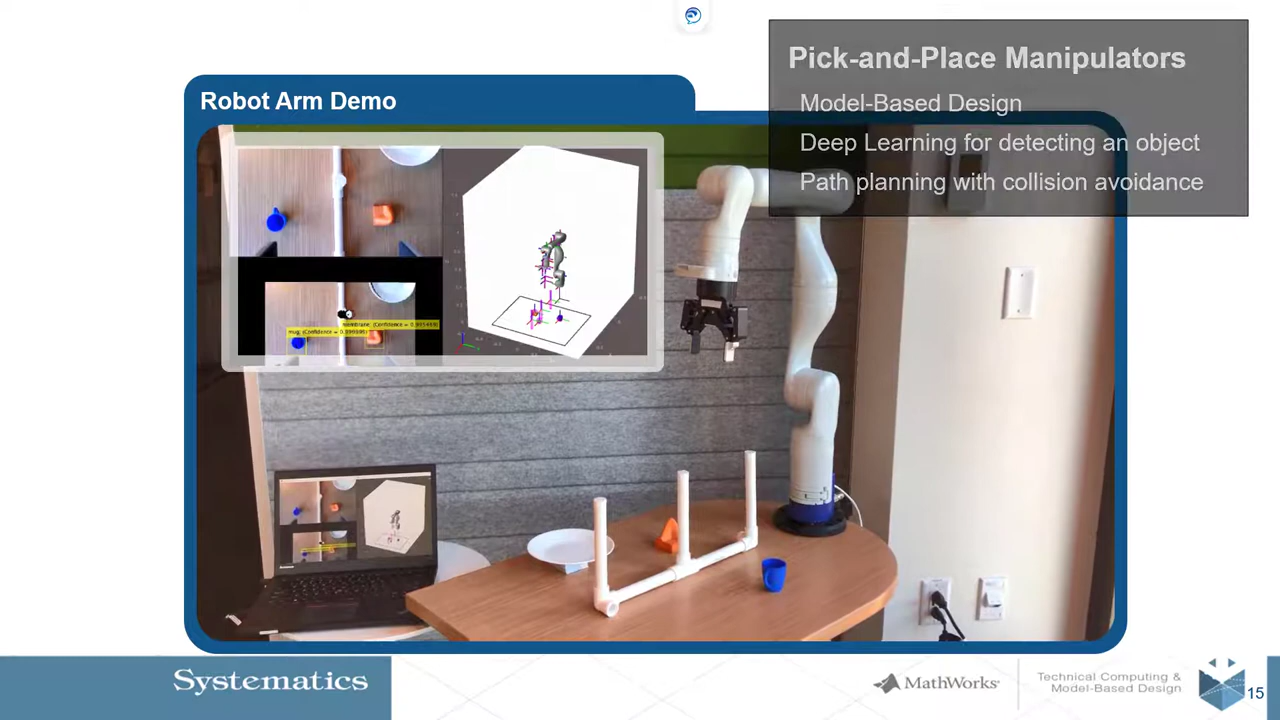 Pick-and-Place Manipulators
Model-Based Design
Deep Learning for detecting an object
Path planning with collision avoidance
Robot Arm Demo
Systematics
MathWorks
Technical Computing &
Model-Based Design
15